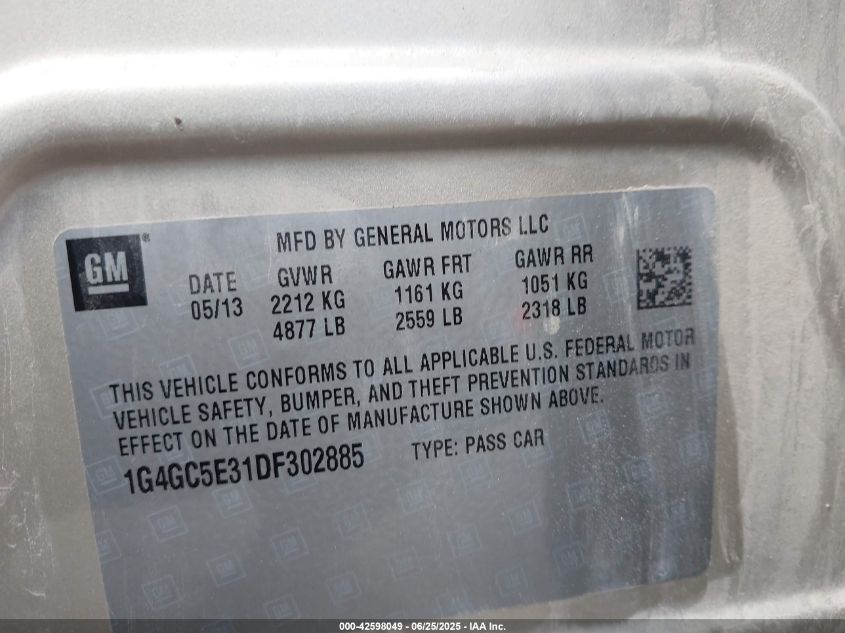 GM ®
MFD BY GENERAL MOTORS LLC
DATE GVWR GAWR FRT GAWR RR
05/13 2212 KG 1161 KG 1051 KG
4877 LB 2559 LB 2318 LB
THIS VEHICLE CONFORMS TO ALL APPLICABLE U.S. FEDERAL MOTOR
VEHICLE SAFETY, BUMPER, AND THEFT PREVENTION STANDARDS IN
EFFECT ON THE DATE OF MANUFACTURE SHOWN ABOVE.
1G4GC5E31DF302885 TYPE: PASS CAR
000-42598049 - 06/25/2025 - IAA Inc.